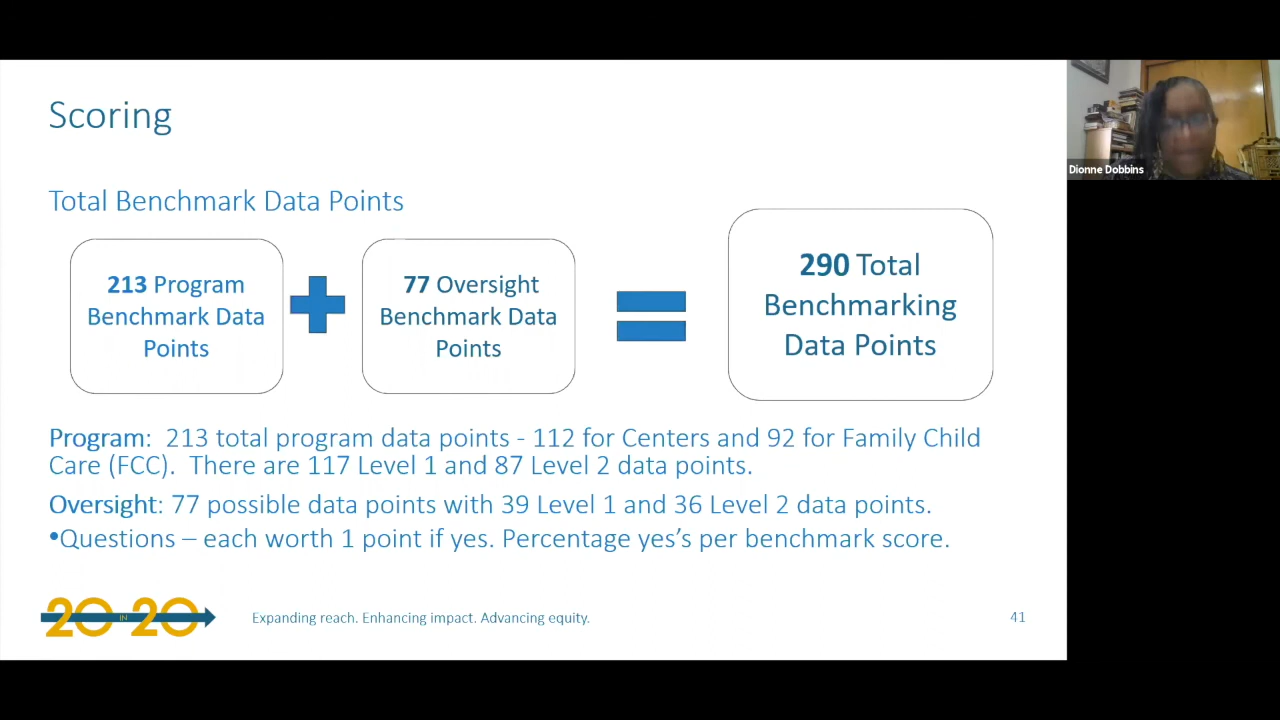 Scoring
Total Benchmark Data Points
213 Program
Benchmark Data
Points
77 Oversight
Benchmark Data
Points
290 Total
Benchmarking
Data Points
Program:  213 total program data points - 112 for Centers and 92 for Family Child
Care (FCC).  There are 117 Level 1 and 87 Level 2 data points.
Oversight: 77 possible data points with 39 Level 1 and 36 Level 2 data points.
•Questions – each worth 1 point if yes. Percentage yes’s per benchmark score.
20 IN 20
Expanding reach. Enhancing impact. Advancing equity.
41
Dionne Dobbins